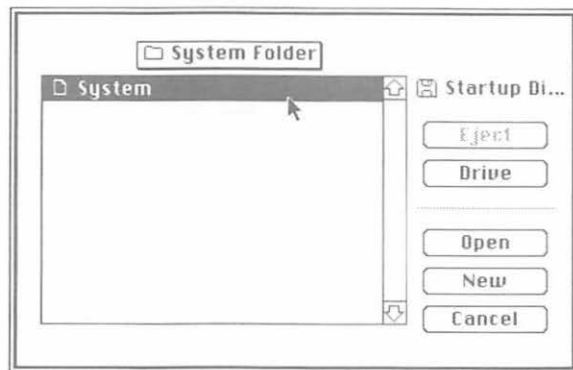 System Folder
System
Startup Di...
Eject
Drive
Open
New
Cancel